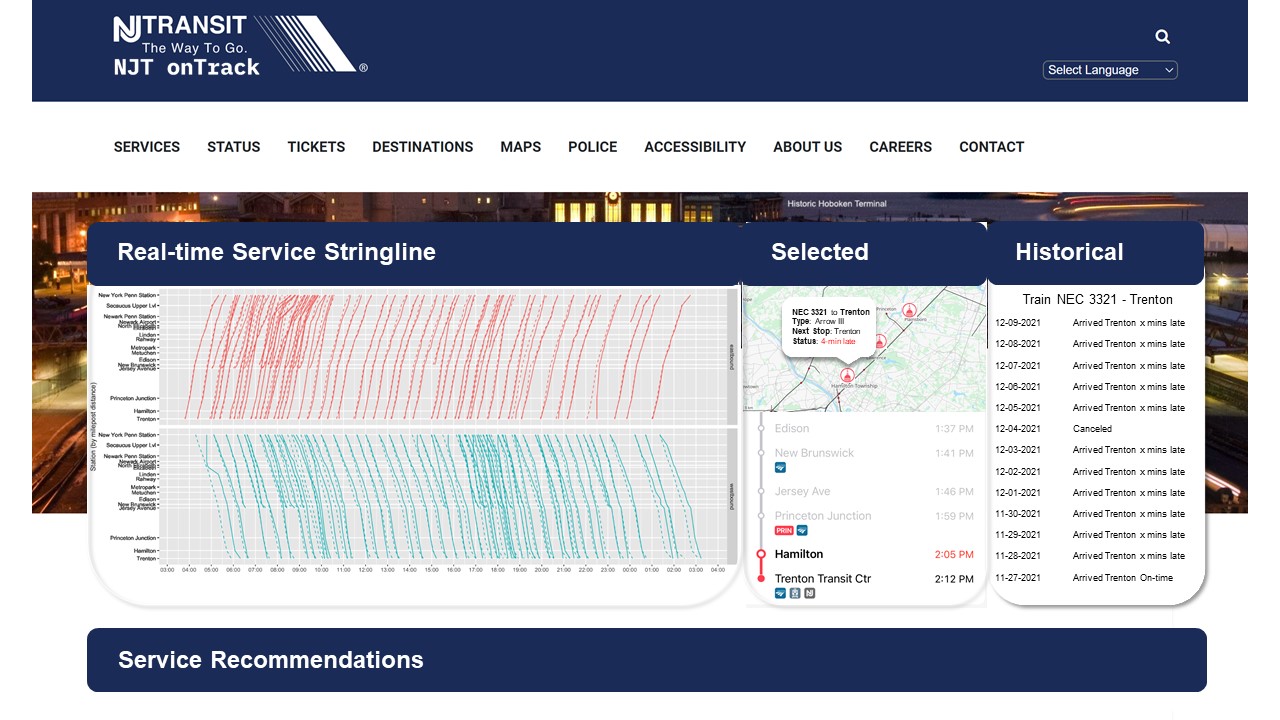 NJTRANSIT
The Way To Go.
NJT onTrack
®
Select Language
SERVICES STATUS TICKETS DESTINATIONS MAPS POLICE ACCESSIBILITY ABOUT US CAREERS CONTACT
Historic Hoboken Terminal
Real-time Service Stringline
Station (by milepost distance)
New York Penn Station
Secaucus Upper Lvl
Newark Penn Station
Newark Airport
North Elizabeth
Linden
Rahway
Metropark
Metuchen
Edison
New Brunswick
Jersey Avenue
Princeton Junction
Hamilton
Trenton
eastbound
New York Penn Station
Secaucus Upper Lvl
Newark Penn Station
Newark Airport
North Elizabeth
Linden
Rahway
Metropark
Metuchen
Edison
New Brunswick
Jersey Avenue
Princeton Junction
Hamilton
Trenton
westbound
03:00 04:00 05:00 06:00 07:00 08:00 09:00 10:00 11:00 12:00 13:00 14:00 15:00 16:00 17:00 18:00 19:00 20:00 21:00 22:00 23:00 00:00 01:00 02:00 03:00 04:00
Selected
NEC 3321 to Trenton
Type: Arrow III
Next Stop: Trenton
Status: 4-min late
Princeton
Hamilton Township
Edison 1:37 PM
New Brunswick 1:41 PM
Jersey Ave 1:46 PM
Princeton Junction 1:59 PM
PRIN
Hamilton 2:05 PM
Trenton Transit Ctr 2:12 PM
Historical
Train NEC 3321 - Trenton
12-09-2021 Arrived Trenton x mins late
12-08-2021 Arrived Trenton x mins late
12-07-2021 Arrived Trenton x mins late
12-06-2021 Arrived Trenton x mins late
12-05-2021 Arrived Trenton x mins late
12-04-2021 Canceled
12-03-2021 Arrived Trenton x mins late
12-02-2021 Arrived Trenton x mins late
12-01-2021 Arrived Trenton x mins late
11-30-2021 Arrived Trenton x mins late
11-29-2021 Arrived Trenton x mins late
11-28-2021 Arrived Trenton x mins late
11-27-2021 Arrived Trenton On-time
Service Recommendations